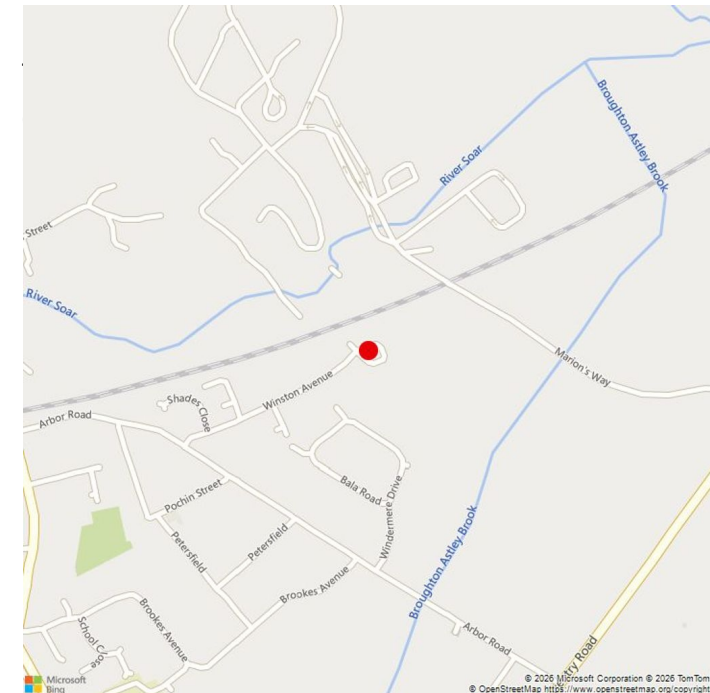 Broughton Astley Brook
River Soar
Street
River Soar
Marion's Way
Winston Avenue
Shades Close
Arbor Road
Bala Road
Windermere Drive
Pochin Street
Petersfield
Petersfield
Broughton Astley Brook
Brookes Avenue
Brookes Avenue
School C
ose
Arbor Road
Road
Microsoft
Bing
© 2026 Microsoft Corporation © 2026 TomTom
© OpenStreetMap https://www.openstreetmap.org/copyright